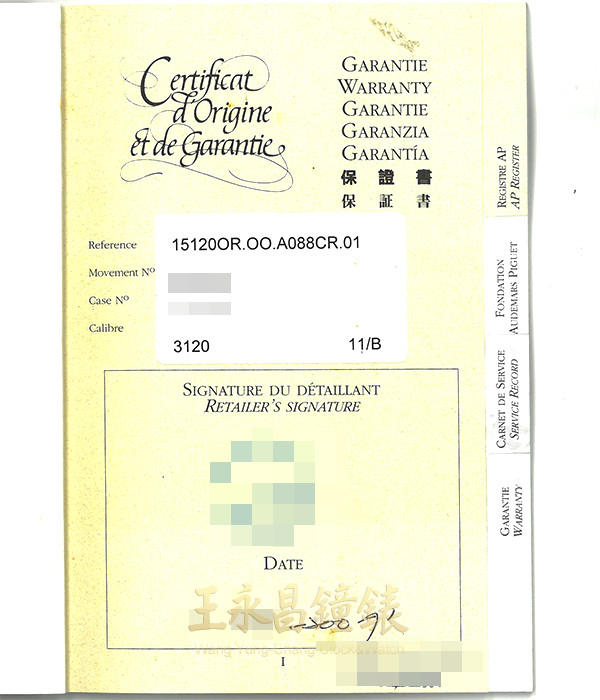 Certificat
d'Origine
et de Garantie
GARANTIE
WARRANTY
GARANTIE
GARANZIA
GARANTÍA
保證書
保証書
Reference 15120OR.OO.A088CR.01
Movement Nº
Case Nº
Calibre 3120 11/B
SIGNATURE DU DÉTAILLANT
RETAILER'S SIGNATURE
DATE
王永昌鐘錶
Wang Yung Chang Clock&Watch
I
REGISTRE AP
AP REGISTER
FONDATION
AUDEMARS PIGUET
CARNET DE SERVICE
SERVICE RECORD
GARANTIE
WARRANTY